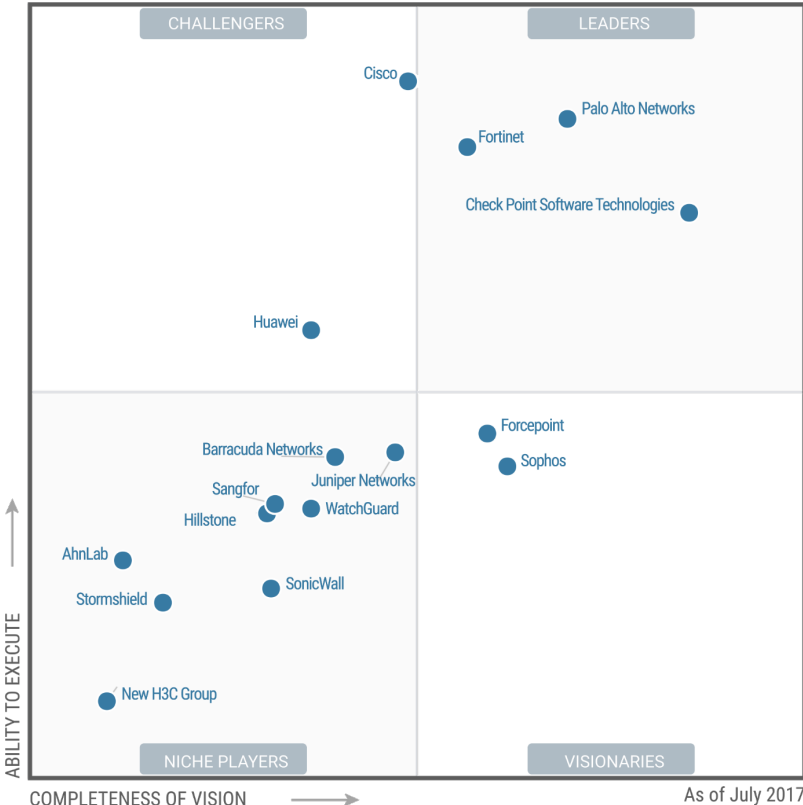 CHALLENGERS
LEADERS
Cisco
Palo Alto Networks
Fortinet
Check Point Software Technologies
Huawei
Forcepoint
Barracuda Networks
Sophos
Juniper Networks
Sangfor
WatchGuard
Hillstone
AhnLab
SonicWall
Stormshield
New H3C Group
NICHE PLAYERS
VISIONARIES
ABILITY TO EXECUTE
COMPLETENESS OF VISION
As of July 2017